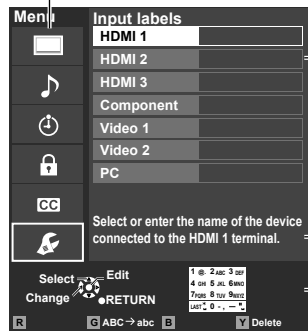 Menu
Input labels
HDMI 1
HDMI 2
HDMI 3
Component
Video 1
Video 2
PC
CC
Select or enter the name of the device
connected to the HDMI 1 terminal.
Select
Edit
Change
RETURN
1 @. 2 ABC 3 DEF
4 GHI 5 JKL 6 MNO
7 PQRS 8 TUV 9 WXYZ
LAST 0 - ,
R
G ABC → abc
B
Y Delete